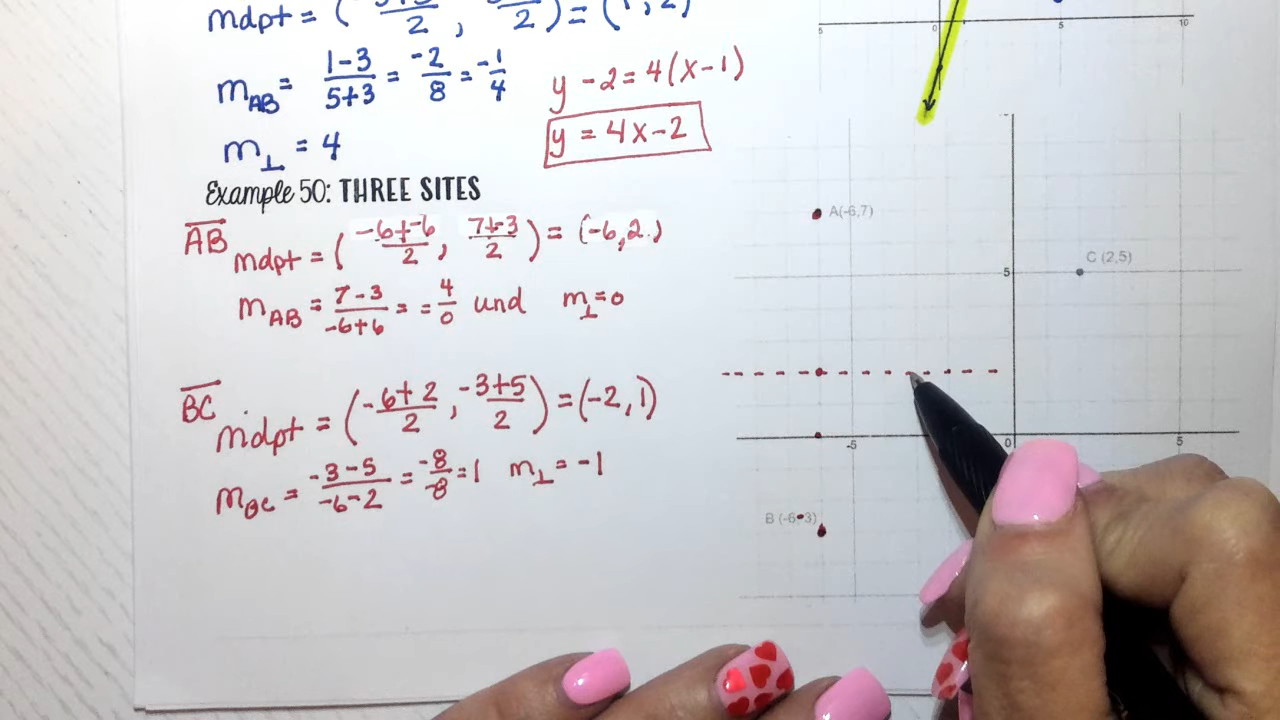 mdpt = ( /2 , /2 ) = (1, 2)
m_AB = (1-3)/(5+3) = -2/8 = -1/4
y - 2 = 4(x-1)
m_⊥ = 4
y = 4x-2
Example 50: THREE SITES
AB mdpt = ( (-6+-6)/2 , (7+-3)/2 ) = (-6, 2.)
m_AB = (7-3)/(-6+6) = = 4/0 und m_⊥=0
BC mdpt = ( (-6+2)/2 , (-3+5)/2 ) = (-2, 1)
m_BC = (-3-5)/(-6-2) = -8/-8 = 1 m_⊥ = -1
5 0 5 10
A(-6,7)
C (2,5)
5
-5 0 5
B (-6,-3)